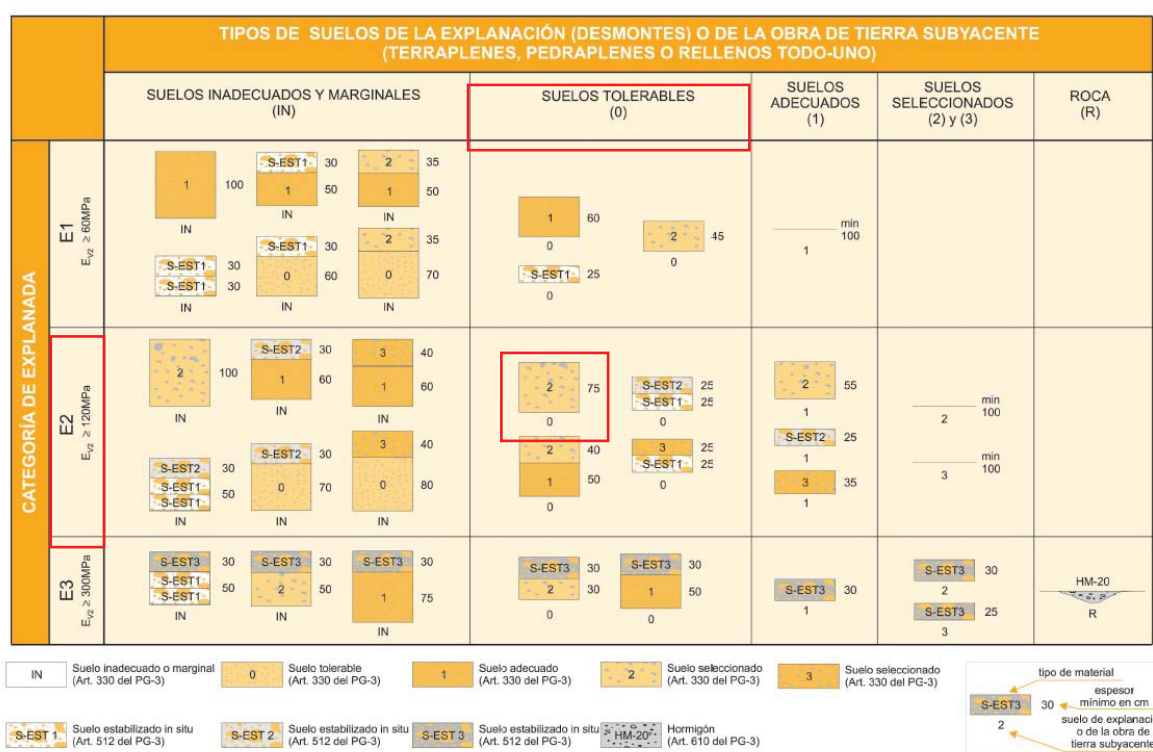 TIPOS DE SUELOS DE LA EXPLANACIÓN (DESMONTES) O DE LA OBRA DE TIERRA SUBYACENTE
(TERRAPLENES, PEDRAPLENES O RELLENOS TODO-UNO)
SUELOS INADECUADOS Y MARGINALES
(IN)
SUELOS TOLERABLES
(0)
SUELOS
ADECUADOS
(1)
SUELOS
SELECCIONADOS
(2) y (3)
ROCA
(R)
CATEGORÍA DE EXPLANADA
E1
EV2 ≥ 60MPa
1 100
IN
S-EST1 30
1 50
IN
2 35
1 50
IN
S-EST1 30
S-EST1 30
IN
S-EST1 30
0 60
IN
2 35
0 70
IN
1 60
0
2 45
0
S-EST1 25
0
min
100
1
E2
EV2 ≥ 120MPa
2 100
IN
S-EST2 30
1 60
IN
3 40
1 60
IN
S-EST2 30
S-EST1 50
S-EST1
IN
S-EST2 30
0 70
IN
3 40
0 80
IN
2 75
0
S-EST2 25
S-EST1 25
0
2 40
1 50
0
3 25
S-EST1 25
0
2 55
1
S-EST2 25
1
3 35
1
min
100
2
min
100
3
E3
EV2 ≥ 300MPa
S-EST3 30
S-EST1 50
S-EST1
IN
S-EST3 30
2 50
IN
S-EST3 30
1 75
IN
S-EST3 30
2 30
0
S-EST3 30
1 50
0
S-EST3 30
1
S-EST3 30
2
S-EST3 25
3
HM-20
R
IN Suelo inadecuado o marginal
(Art. 330 del PG-3)
0 Suelo tolerable
(Art. 330 del PG-3)
1 Suelo adecuado
(Art. 330 del PG-3)
2 Suelo seleccionado
(Art. 330 del PG-3)
3 Suelo seleccionado
(Art. 330 del PG-3)
S-EST 1 Suelo estabilizado in situ
(Art. 512 del PG-3)
S-EST 2 Suelo estabilizado in situ
(Art. 512 del PG-3)
S-EST 3 Suelo estabilizado in situ
(Art. 512 del PG-3)
HM-20 Hormigón
(Art. 610 del PG-3)
tipo de material
S-EST3 30
espesor
mínimo en cm
2
suelo de explanaci
o de la obra de
tierra subyacente